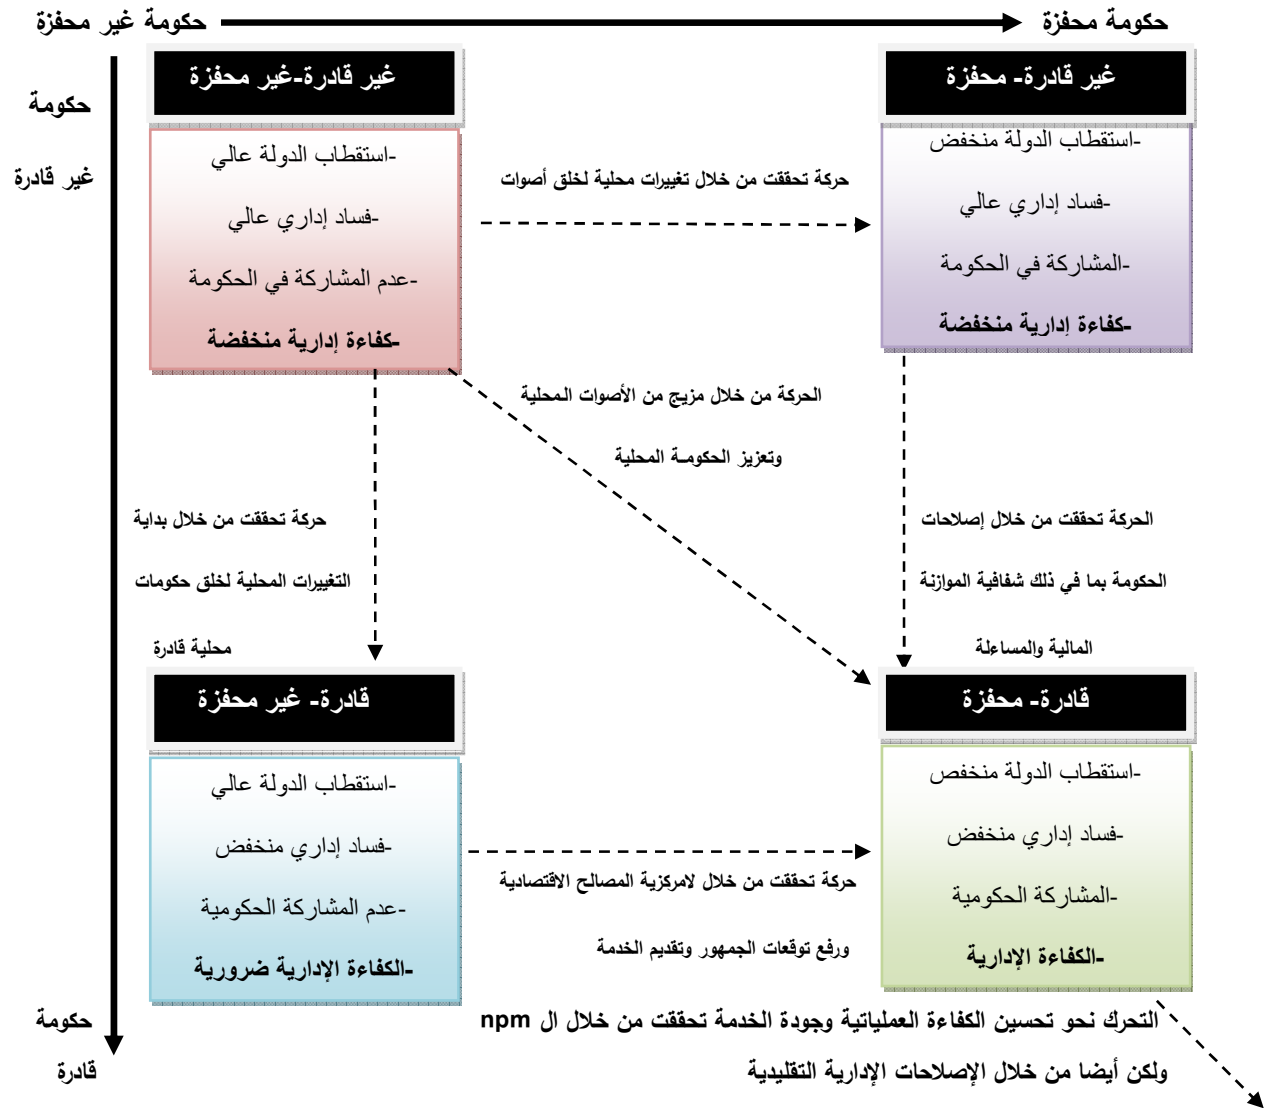 حكومة محفزة
حكومة غير محفزة
حكومة
غير قادرة
غير قادرة- محفزة
-استقطاب الدولة منخفض
-فساد إداري عالي
-المشاركة في الحكومة
-كفاءة إدارية منخفضة
حركة تحققت من خلال تغييرات محلية لخلق أصوات
غير قادرة-غير محفزة
-استقطاب الدولة عالي
-فساد إداري عالي
-عدم المشاركة في الحكومة
-كفاءة إدارية منخفضة
الحركة من خلال مزيج من الأصوات المحلية
وتعزيز الحكومة المحلية
الحركة تحققت من خلال إصلاحات
الحكومة بما في ذلك شفافية الموازنة
المالية والمساءلة
حركة تحققت من خلال بداية
التغييرات المحلية لخلق حكومات
محلية قادرة
قادرة- محفزة
-استقطاب الدولة منخفص
-فساد إداري منخفض
-المشاركة الحكومية
-الكفاءة الإدارية
حركة تحققت من خلال لامركزية المصالح الاقتصادية
ورفع توقعات الجمهور وتقديم الخدمة
قادرة- غير محفزة
-استقطاب الدولة عالي
-فساد إداري منخفض
-عدم المشاركة الحكومية
-الكفاءة الإدارية ضرورية
التحرك نحو تحسين الكفاءة العملياتية وجودة الخدمة تحققت من خلال ال npm
ولكن أيضا من خلال الإصلاحات الإدارية التقليدية
حكومة
قادرة